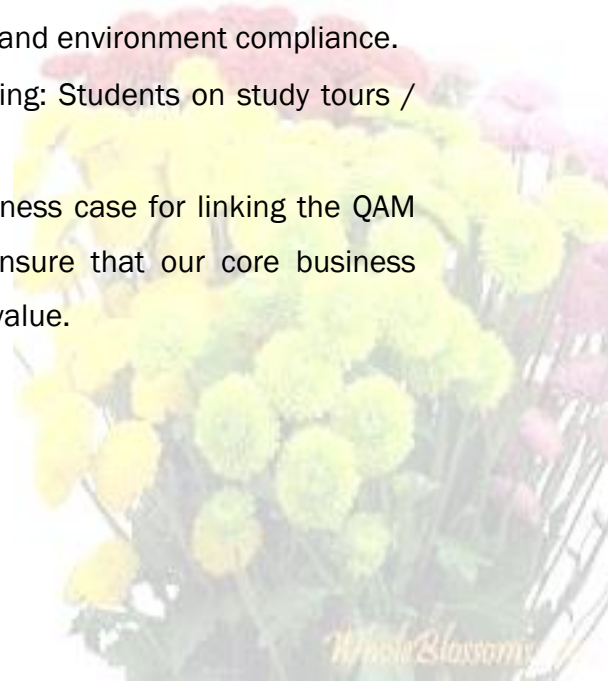 and environment compliance.
ing: Students on study tours /
ness case for linking the QAM
nsure that our core business
value.
WholeBlossoms